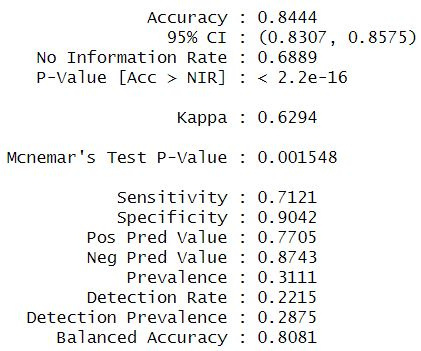 Accuracy : 0.8444
95% CI : (0.8307, 0.8575)
No Information Rate : 0.6889
P-Value [Acc > NIR] : < 2.2e-16
Kappa : 0.6294
Mcnemar's Test P-Value : 0.001548
Sensitivity : 0.7121
Specificity : 0.9042
Pos Pred Value : 0.7705
Neg Pred Value : 0.8743
Prevalence : 0.3111
Detection Rate : 0.2215
Detection Prevalence : 0.2875
Balanced Accuracy : 0.8081